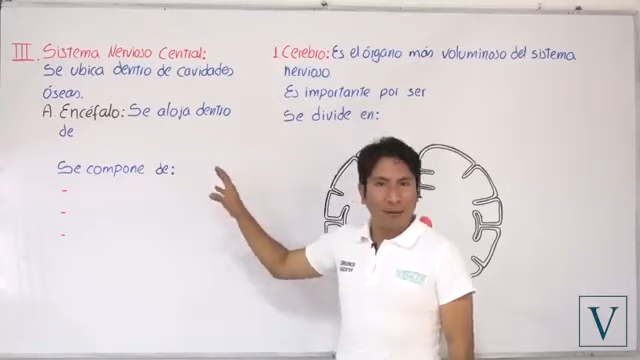 III. Sistema Nervioso Central:
Se ubica dentro de cavidades
óseas.
A. Encéfalo: Se aloja dentro
de
Se compone de:
-
-
-
1. Cerebro: Es el órgano más voluminoso del sistema
nervioso.
Es importante por ser
Se divide en:
V